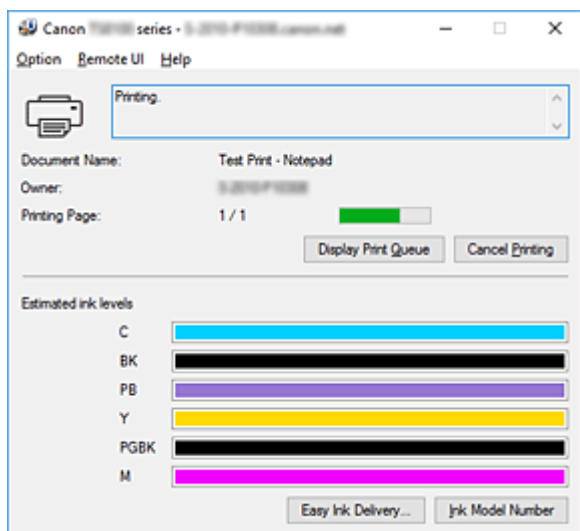 Canon series -
Option Remote UI Help
Printing.
Document Name: Test Print - Notepad
Owner:
Printing Page: 1 / 1
Display Print Queue Cancel Printing
Estimated ink levels
C
BK
PB
Y
PGBK
M
Easy Ink Delivery... Ink Model Number